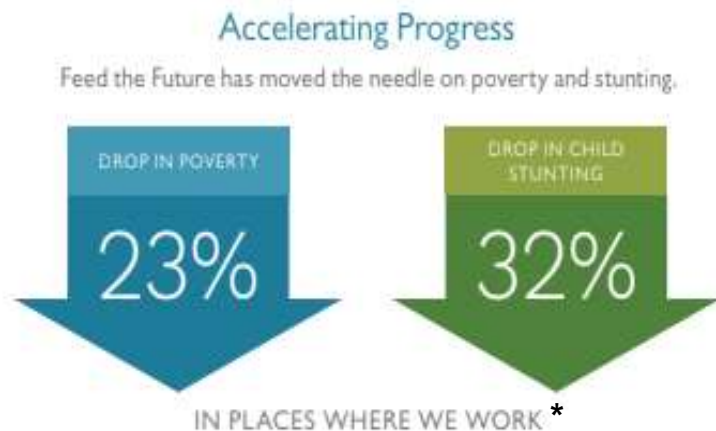 Accelerating Progress
Feed the Future has moved the needle on poverty and stunting.
DROP IN POVERTY
23%
DROP IN CHILD
STUNTING
32%
IN PLACES WHERE WE WORK *